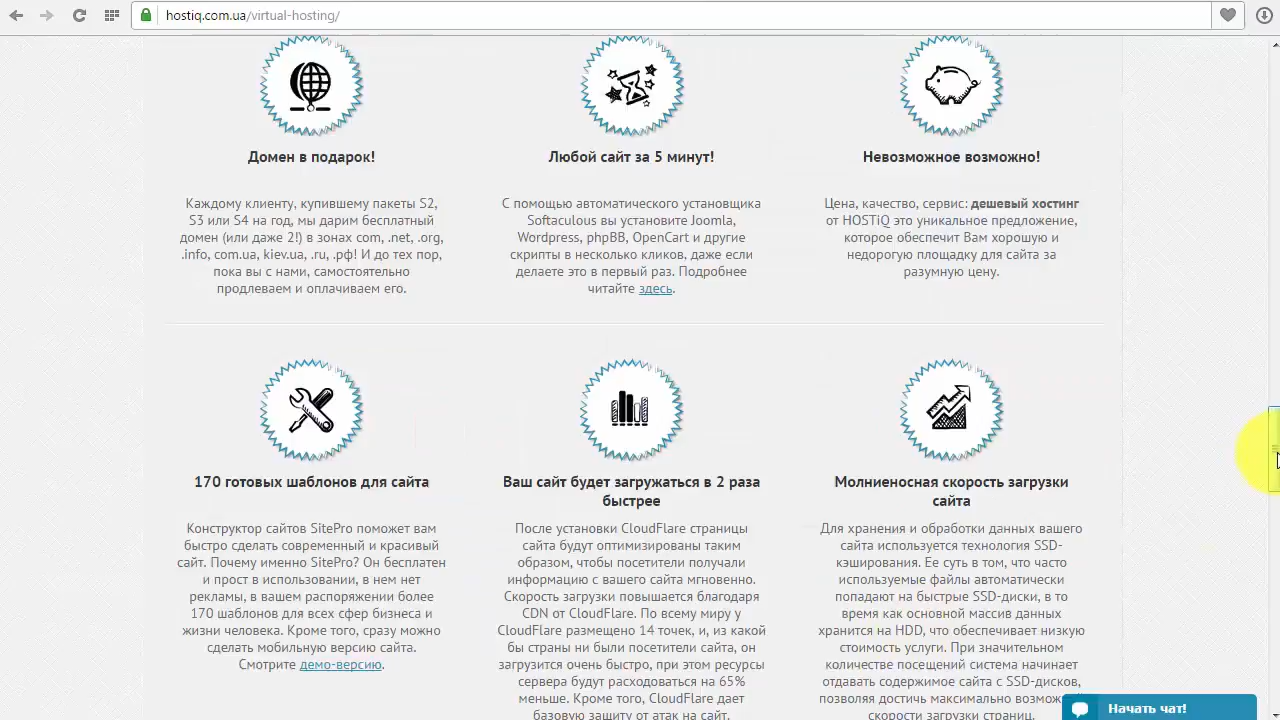 hostiq.com.ua/virtual-hosting/
Домен в подарок!
Каждому клиенту, купившему пакеты S2,
S3 или S4 на год, мы дарим бесплатный
домен (или даже 2!) в зонах com, .net, .org,
.info, com.ua, kiev.ua, .ru, .рф! И до тех пор,
пока вы с нами, самостоятельно
продлеваем и оплачиваем его.
Любой сайт за 5 минут!
С помощью автоматического установщика
Softaculous вы установите Joomla,
Wordpress, phpBB, OpenCart и другие
скрипты в несколько кликов, даже если
делаете это в первый раз. Подробнее
читайте здесь.
Невозможное возможно!
Цена, качество, сервис: дешевый хостинг
от HOSTiQ это уникальное предложение,
которое обеспечит Вам хорошую и
недорогую площадку для сайта за
разумную цену.
170 готовых шаблонов для сайта
Конструктор сайтов SitePro поможет вам
быстро сделать современный и красивый
сайт. Почему именно SitePro? Он бесплатен
и прост в использовании, в нем нет
рекламы, в вашем распоряжении более
170 шаблонов для всех сфер бизнеса и
жизни человека. Кроме того, сразу можно
сделать мобильную версию сайта.
Смотрите демо-версию.
Ваш сайт будет загружаться в 2 раза
быстрее
После установки CloudFlare страницы
сайта будут оптимизированы таким
образом, чтобы посетители получали
информацию с вашего сайта мгновенно.
Скорость загрузки повышается благодаря
CDN от CloudFlare. По всему миру у
CloudFlare размещено 14 точек, и, из какой
бы страны ни были посетители сайта, он
загрузится очень быстро, при этом ресурсы
сервера будут расходоваться на 65%
меньше. Кроме того, CloudFlare дает
базовую защиту от атак на сайт.
Молниеносная скорость загрузки
сайта
Для хранения и обработки данных вашего
сайта используется технология SSD-
кэширования. Ее суть в том, что часто
используемые файлы автоматически
попадают на быстрые SSD-диски, в то
время как основной массив данных
хранится на HDD, что обеспечивает низкую
стоимость услуги. При значительном
количестве посещений система начинает
отдавать содержимое сайта с SSD-дисков,
позволяя достичь максимально
скорости загрузки страниц.
Начать чат!